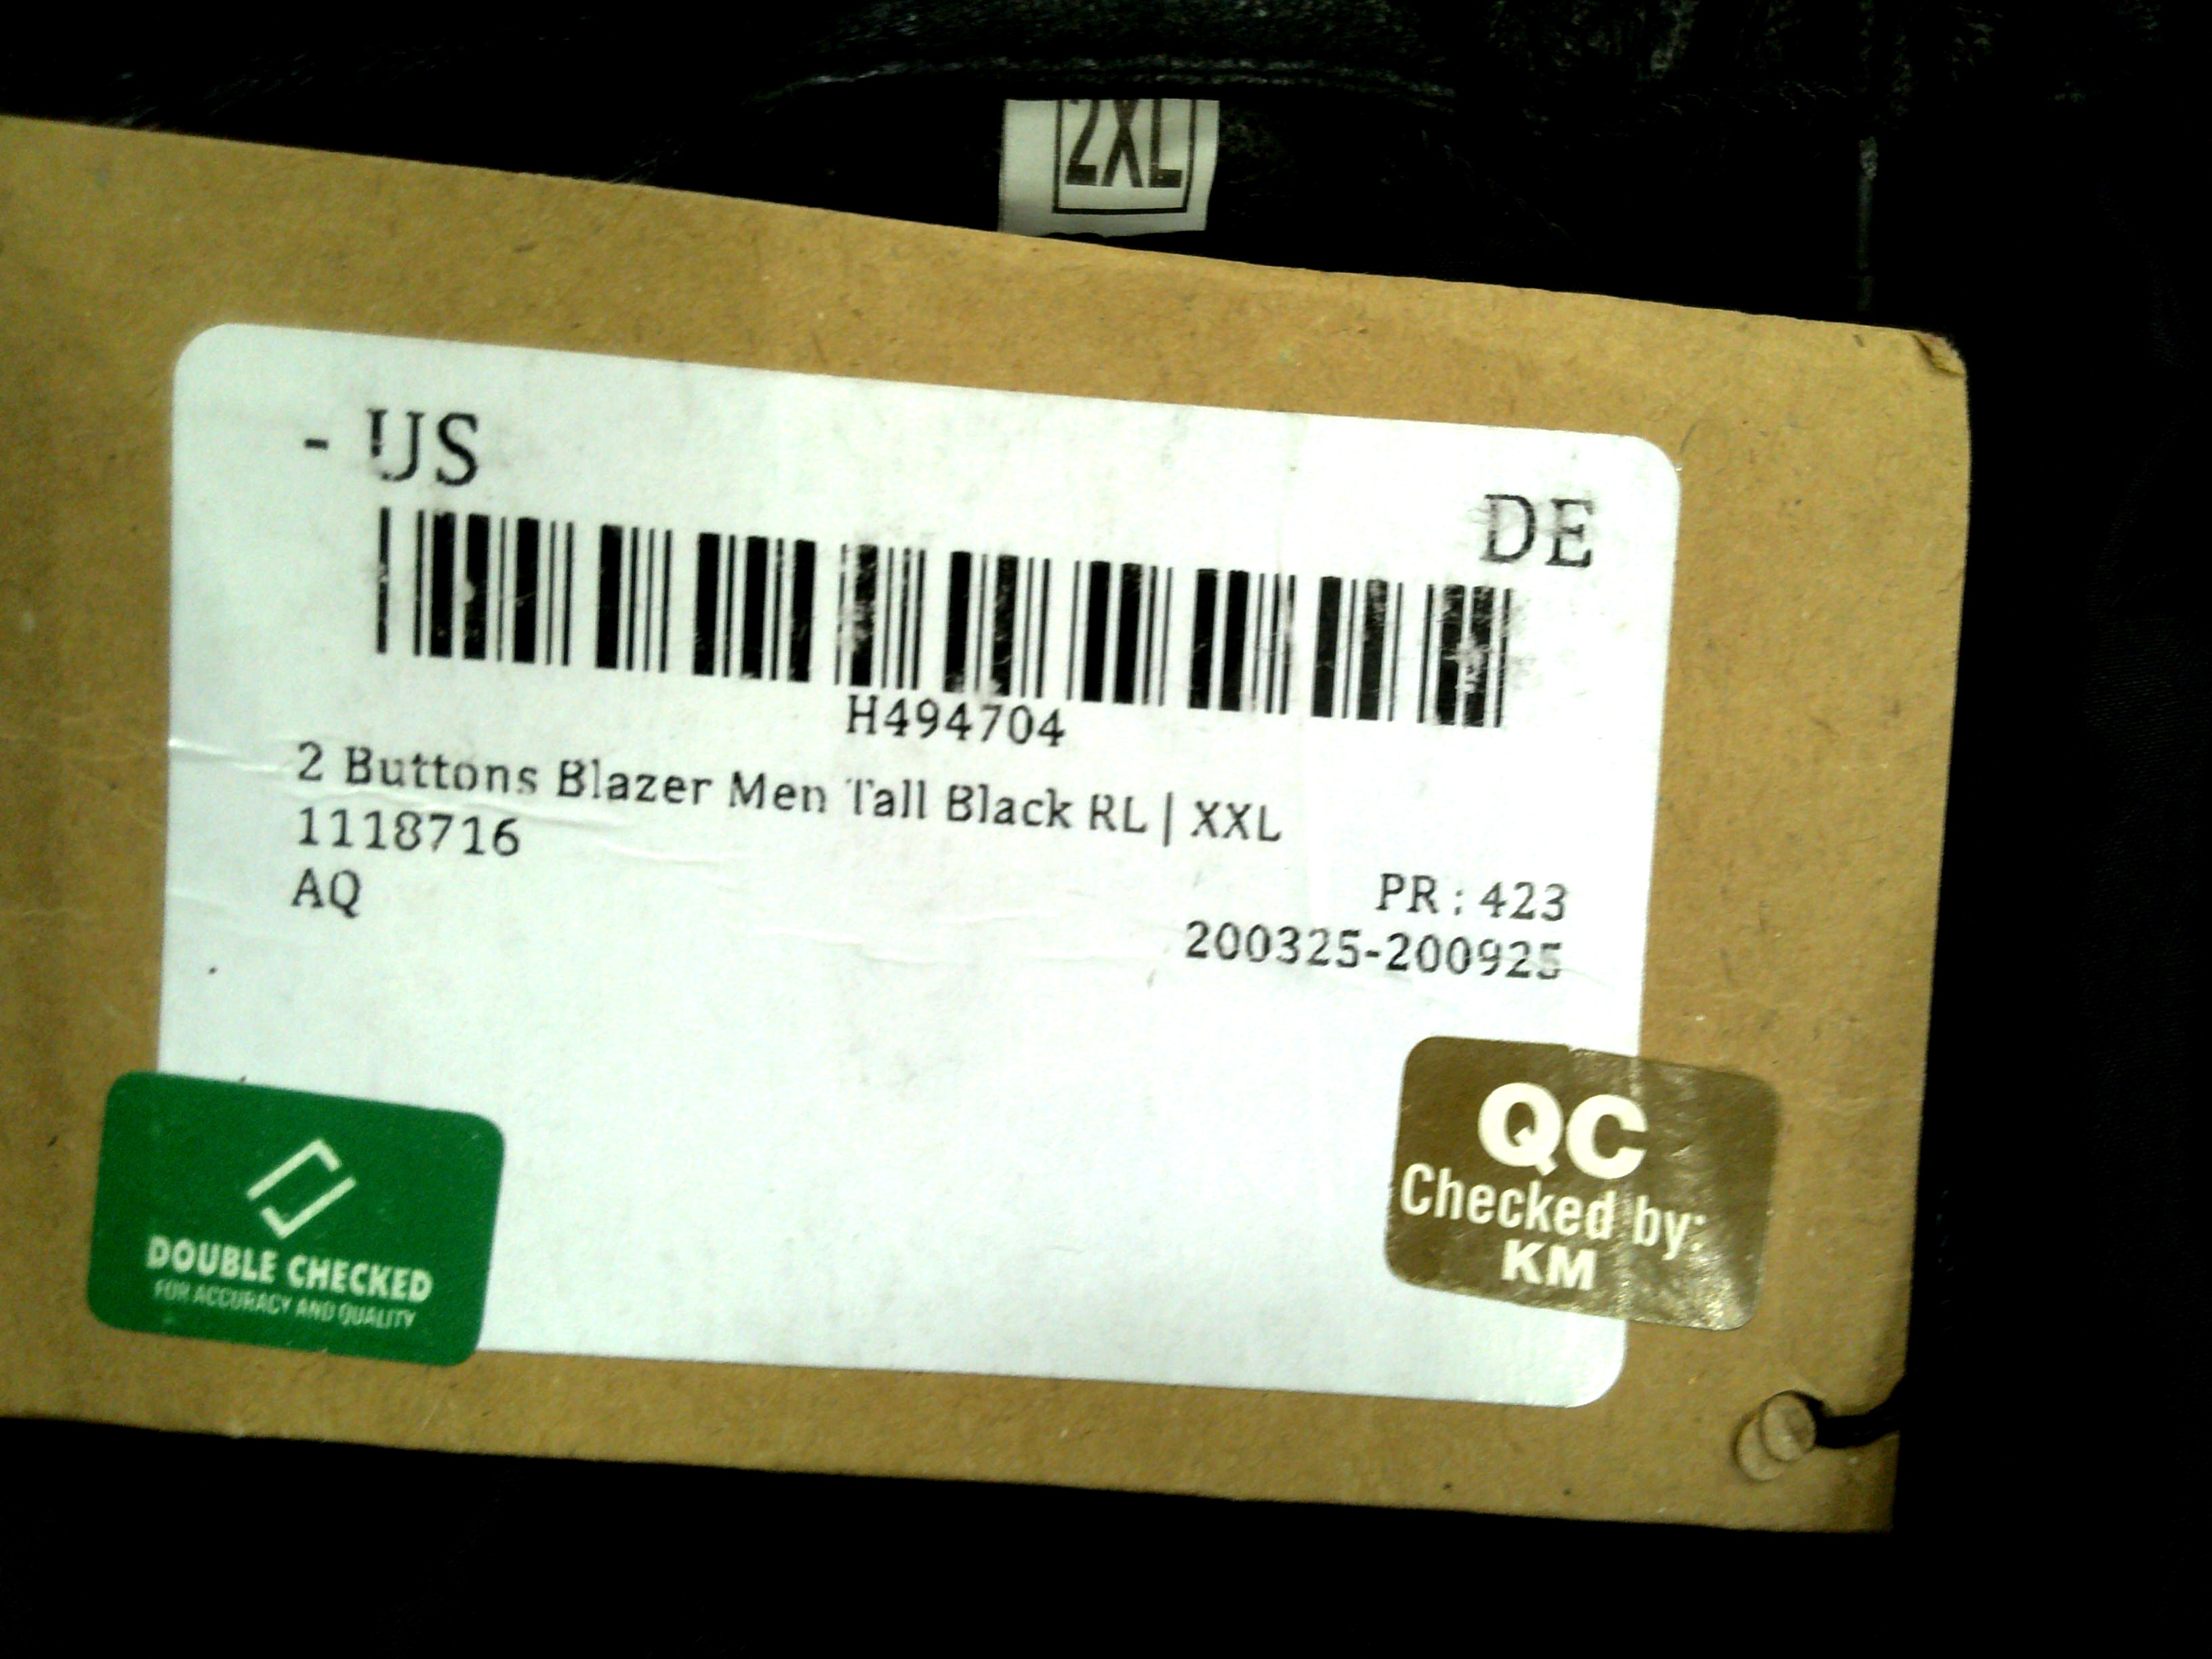 2XL
- US
DE
H494704
2 Buttons Blazer Men Tall Black RL | XXL
1118716
AQ
PR : 423
200325-200925
DOUBLE CHECKED
FOR ACCURACY AND QUALITY
QC
Checked by:
KM